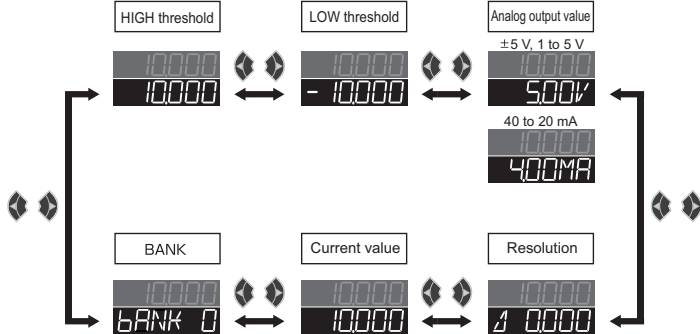 HIGH threshold
LOW threshold
Analog output value
±5 V, 1 to 5 V
10.000
10.000
10.000
10.000
- 10.000
5.00V
40 to 20 mA
10.000
4.00MA
BANK
Current value
Resolution
10.000
10.000
10.000
bANK 0
10.000
⊿ 0.000